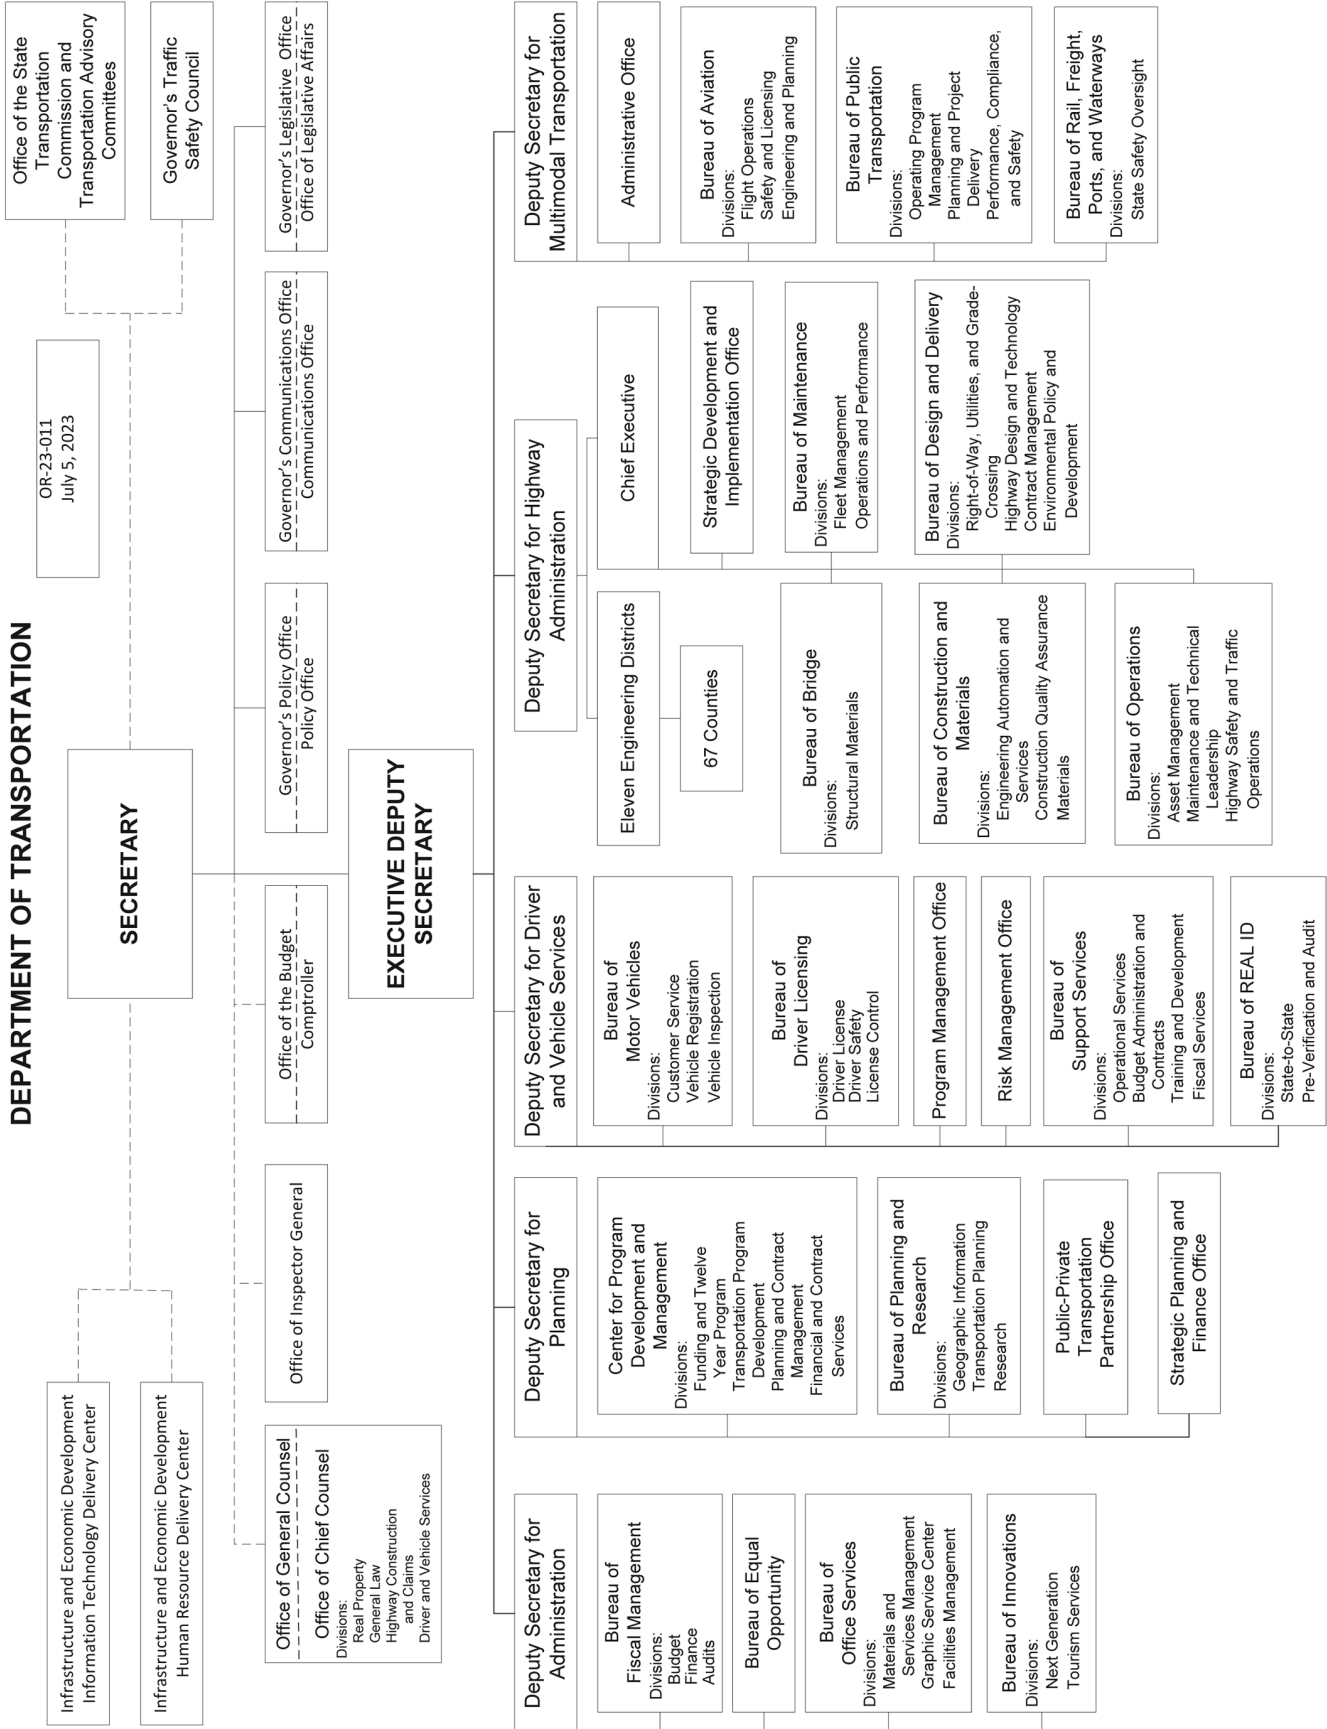 DEPARTMENT OF TRANSPORTATION
OR-23-011
July 5, 2023
Infrastructure and Economic Development
Information Technology Delivery Center
Infrastructure and Economic Development
Human Resource Delivery Center
SECRETARY
Office of the State
Transportation
Commission and
Transportation Advisory
Committees
Governor's Traffic
Safety Council
Office of General Counsel
Office of Chief Counsel
Divisions:
Real Property
General Law
Highway Construction
and Claims
Driver and Vehicle Services
Office of Inspector General
Office of the Budget
Comptroller
Governor's Policy Office
Policy Office
Governor's Communications Office
Communications Office
Governor's Legislative Office
Office of Legislative Affairs
EXECUTIVE DEPUTY
SECRETARY
Deputy Secretary for
Administration
Bureau of
Fiscal Management
Divisions:
Budget
Finance
Audits
Bureau of Equal
Opportunity
Bureau of
Office Services
Divisions:
Materials and
Services Management
Graphic Service Center
Facilities Management
Bureau of Innovations
Divisions:
Next Generation
Tourism Services
Deputy Secretary for
Planning
Center for Program
Development and
Management
Divisions:
Funding and Twelve
Year Program
Transportation Program
Development
Planning and Contract
Management
Financial and Contract
Services
Bureau of Planning and
Research
Divisions:
Geographic Information
Transportation Planning
Research
Public-Private
Transportation
Partnership Office
Strategic Planning and
Finance Office
Deputy Secretary for Driver
and Vehicle Services
Bureau of
Motor Vehicles
Divisions:
Customer Service
Vehicle Registration
Vehicle Inspection
Bureau of
Driver Licensing
Divisions:
Driver License
Driver Safety
License Control
Program Management Office
Risk Management Office
Bureau of
Support Services
Divisions:
Operational Services
Budget Administration and
Contracts
Training and Development
Fiscal Services
Bureau of REAL ID
Divisions:
State-to-State
Pre-Verification and Audit
Deputy Secretary for Highway
Administration
Eleven Engineering Districts
67 Counties
Chief Executive
Strategic Development and
Implementation Office
Bureau of Bridge
Divisions:
Structural Materials
Bureau of Maintenance
Divisions:
Fleet Management
Operations and Performance
Bureau of Construction and
Materials
Divisions:
Engineering Automation and
Services
Construction Quality Assurance
Materials
Bureau of Design and Delivery
Divisions:
Right-of-Way, Utilities, and Grade-
Crossing
Highway Design and Technology
Contract Management
Environmental Policy and
Development
Bureau of Operations
Divisions:
Asset Management
Maintenance and Technical
Leadership
Highway Safety and Traffic
Operations
Deputy Secretary for
Multimodal Transportation
Administrative Office
Bureau of Aviation
Divisions:
Flight Operations
Safety and Licensing
Engineering and Planning
Bureau of Public
Transportation
Divisions:
Operating Program
Management
Planning and Project
Delivery
Performance, Compliance,
and Safety
Bureau of Rail, Freight,
Ports, and Waterways
Divisions:
State Safety Oversight